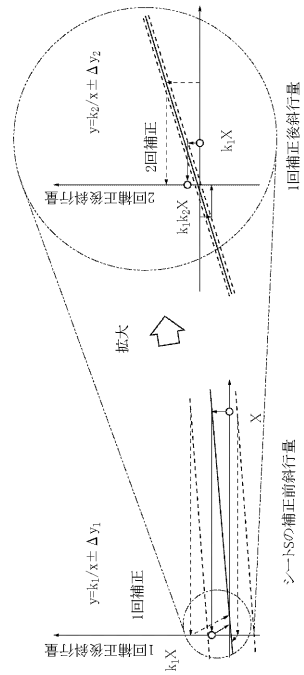 1回補正後斜行量
y=k₁/x±Δy₁
1回補正
k₁X
X
シートSの補正前斜行量
拡大
2回補正後斜行量
y=k₂/x±Δy₂
2回補正
k₁k₂X
k₁X
1回補正後斜行量